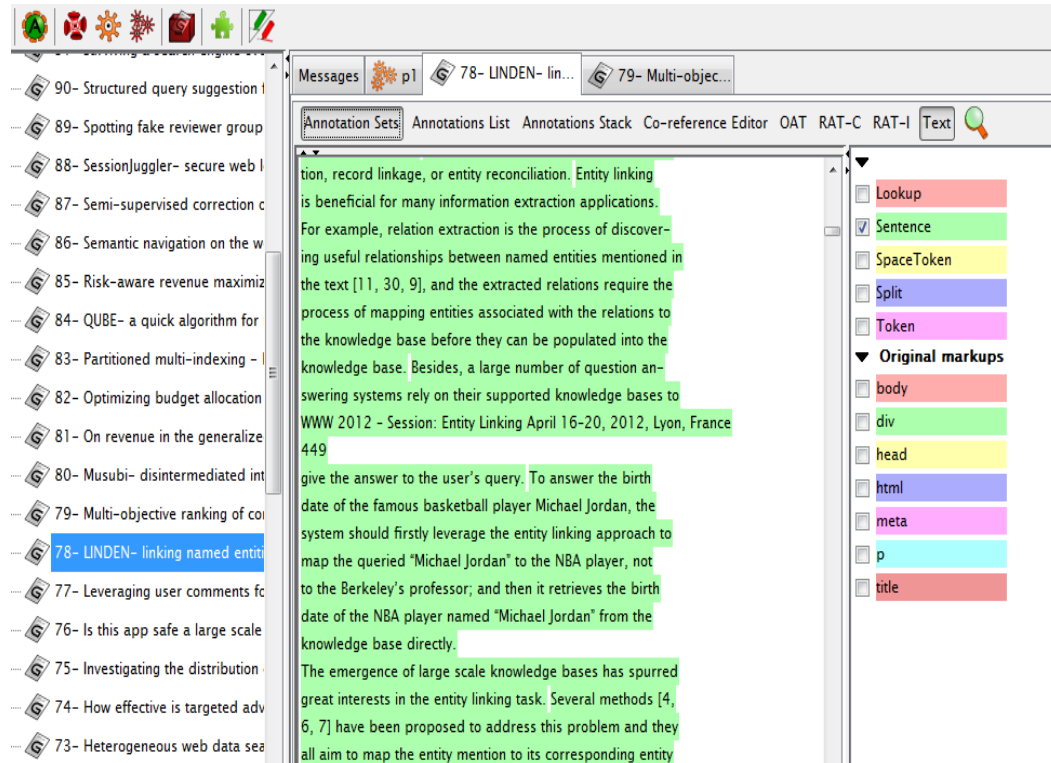 90- Structured query suggestion f
89- Spotting fake reviewer group
88- SessionJuggler- secure web l
87- Semi-supervised correction o
86- Semantic navigation on the w
85- Risk-aware revenue maximiz
84- QUBE- a quick algorithm for
83- Partitioned multi-indexing -
82- Optimizing budget allocation
81- On revenue in the generalize
80- Musubi- disintermediated int
79- Multi-objective ranking of co
78- LINDEN- linking named entiti
77- Leveraging user comments fo
76- Is this app safe a large scale
75- Investigating the distribution
74- How effective is targeted adv
73- Heterogeneous web data sea
Messages p1 78- LINDEN- lin... 79- Multi-objec...
Annotation Sets Annotations List Annotations Stack Co-reference Editor OAT RAT-C RAT-I Text
tion, record linkage, or entity reconciliation. Entity linking
is beneficial for many information extraction applications.
For example, relation extraction is the process of discover-
ing useful relationships between named entities mentioned in
the text [11, 30, 9], and the extracted relations require the
process of mapping entities associated with the relations to
the knowledge base before they can be populated into the
knowledge base. Besides, a large number of question an-
swering systems rely on their supported knowledge bases to
WWW 2012 - Session: Entity Linking April 16-20, 2012, Lyon, France
449
give the answer to the user's query. To answer the birth
date of the famous basketball player Michael Jordan, the
system should firstly leverage the entity linking approach to
map the queried “Michael Jordan” to the NBA player, not
to the Berkeley's professor; and then it retrieves the birth
date of the NBA player named “Michael Jordan” from the
knowledge base directly.
The emergence of large scale knowledge bases has spurred
great interests in the entity linking task. Several methods [4,
6, 7] have been proposed to address this problem and they
all aim to map the entity mention to its corresponding entity
Lookup
Sentence
SpaceToken
Split
Token
Original markups
body
div
head
html
meta
p
title